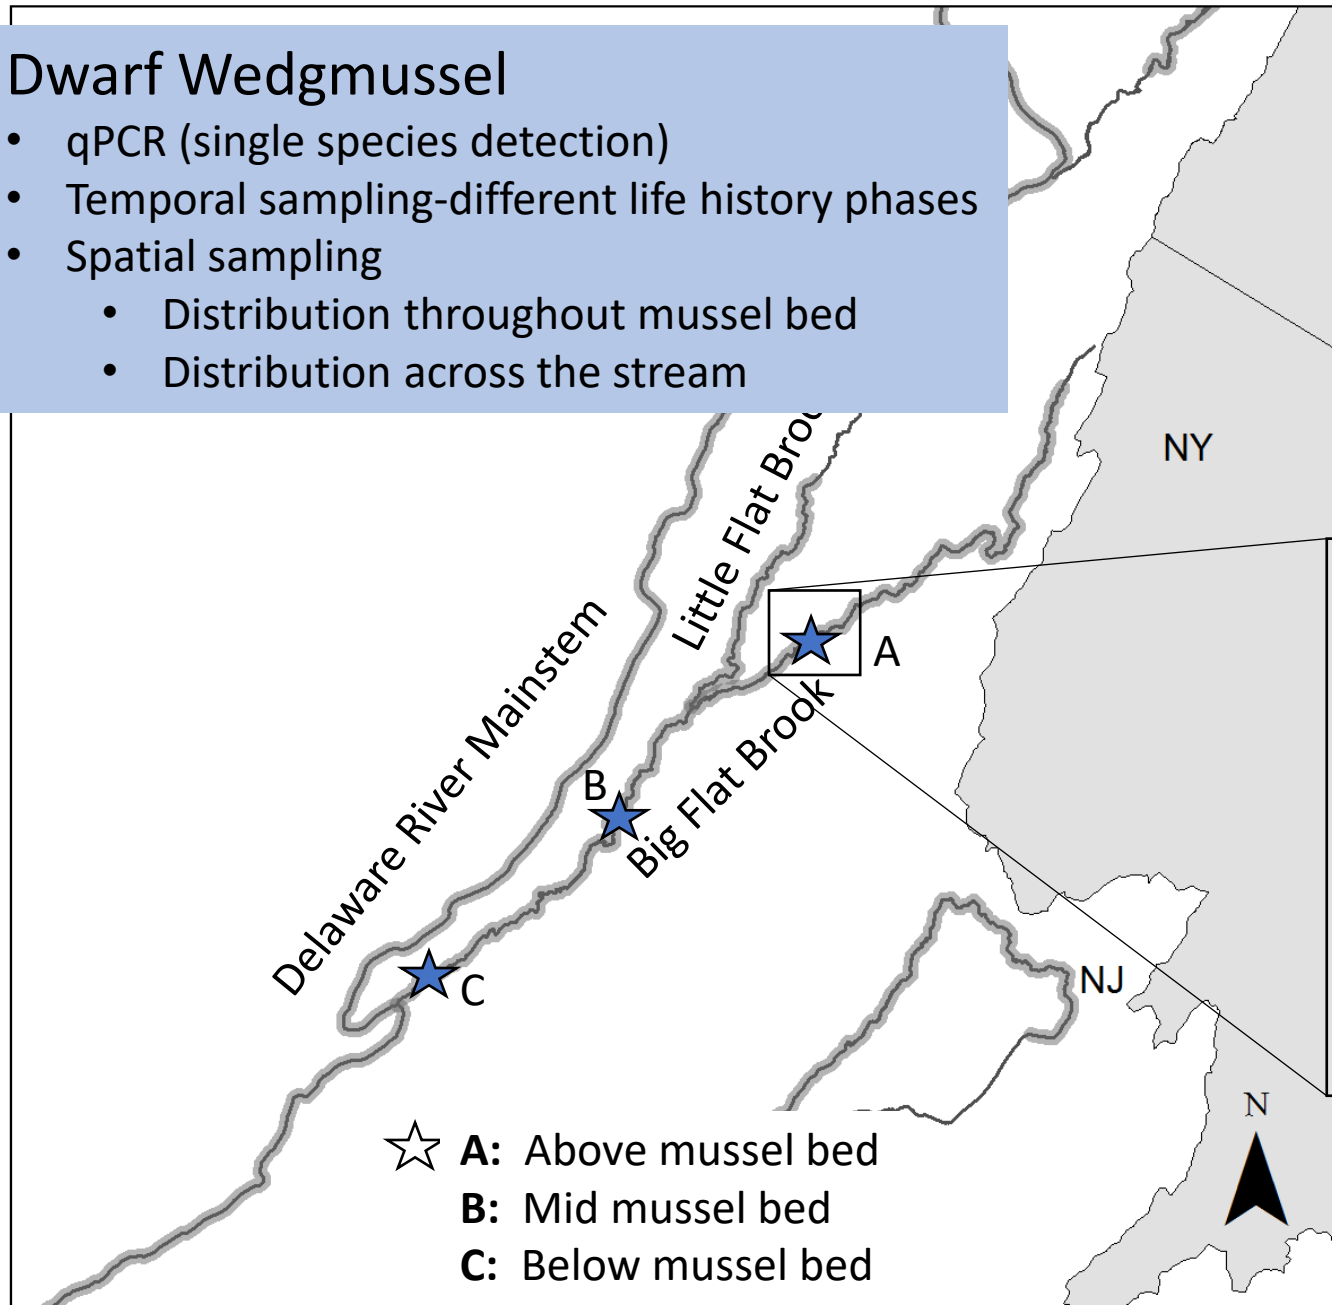 Dwarf Wedgmussel
• qPCR (single species detection)
• Temporal sampling-different life history phases
• Spatial sampling
• Distribution throughout mussel bed
• Distribution across the stream
NY
Little Flat Broo
A
Delaware River Mainstem
B
Big Flat Brook
C
NJ
N
A: Above mussel bed
B: Mid mussel bed
C: Below mussel bed